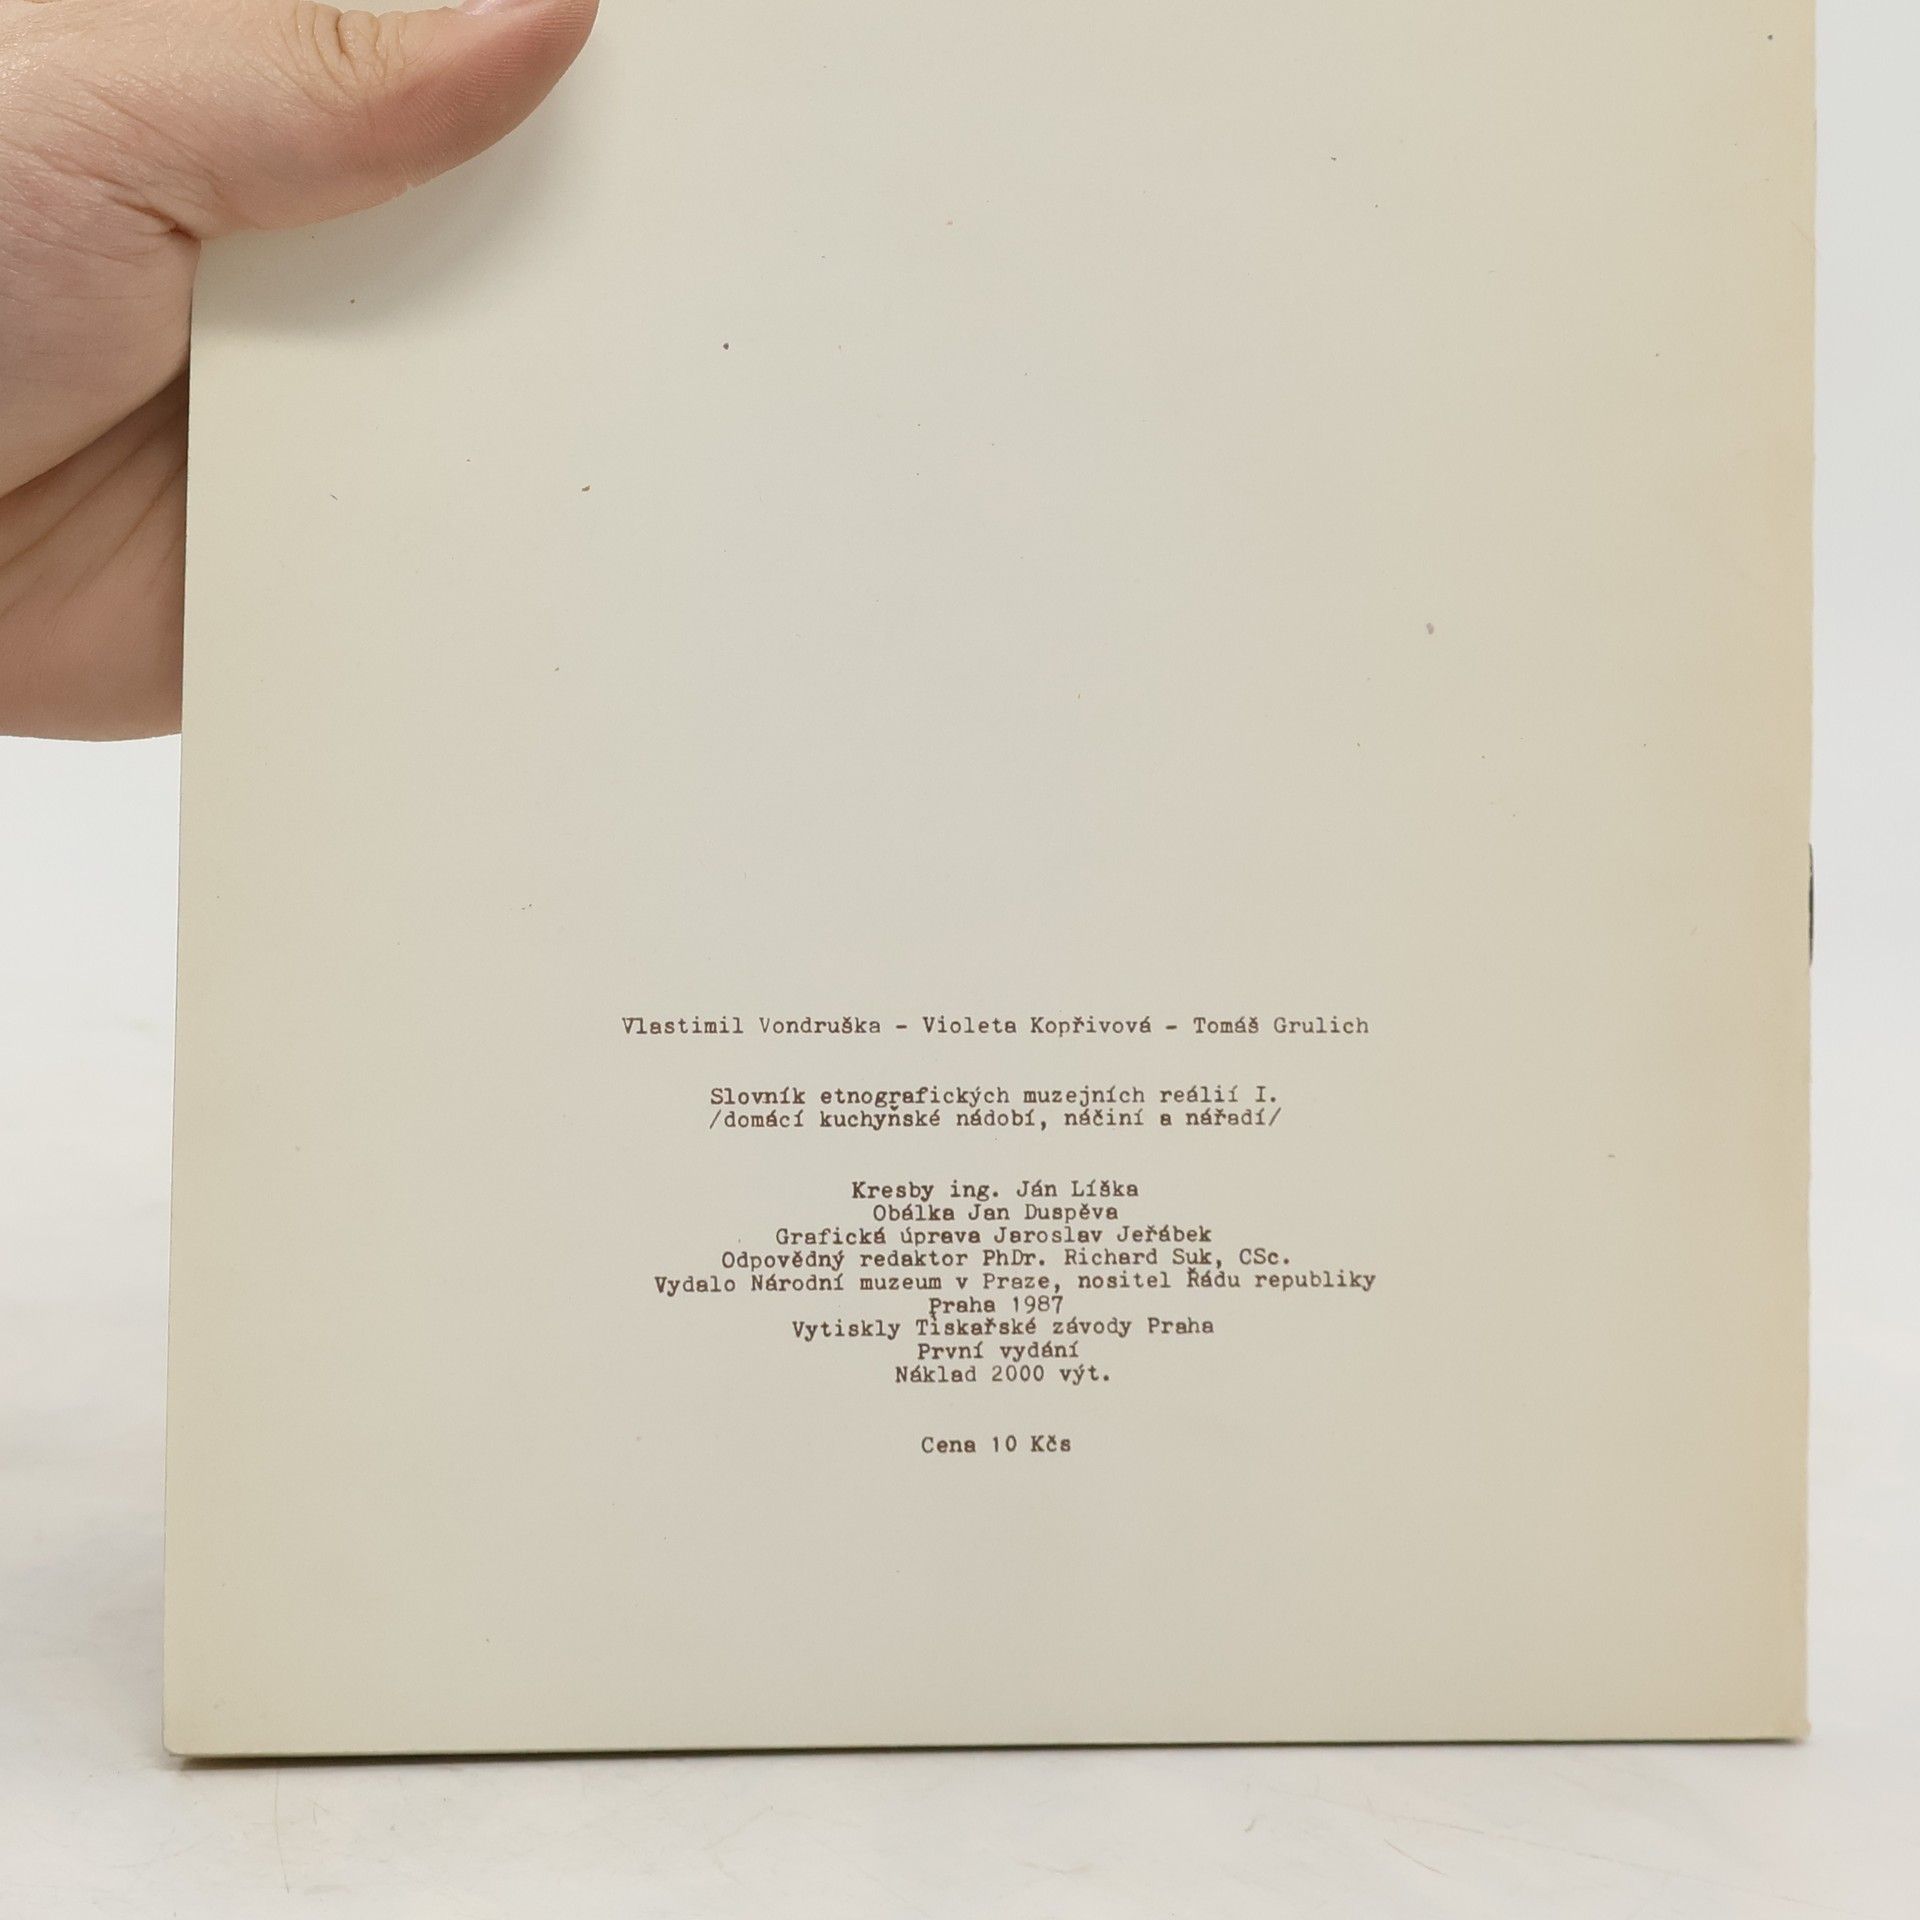 Vlastimil Vondruška - Violeta Kopřivová - Tomáš Grulich
Slovník etnografických muzejních reálií I.
/domácí kuchyňské nádobí, náčiní a nářadí/
Kresby ing. Ján Líška
Obálka Jan Duspěva
Grafická úprava Jaroslav Jeřábek
Odpovědný redaktor PhDr. Richard Suk, CSc.
Vydalo Národní muzeum v Praze, nositel Řádu republiky
Praha 1987
Vytiskly Tiskařské závody Praha
První vydání
Náklad 2000 výt.
Cena 10 Kčs